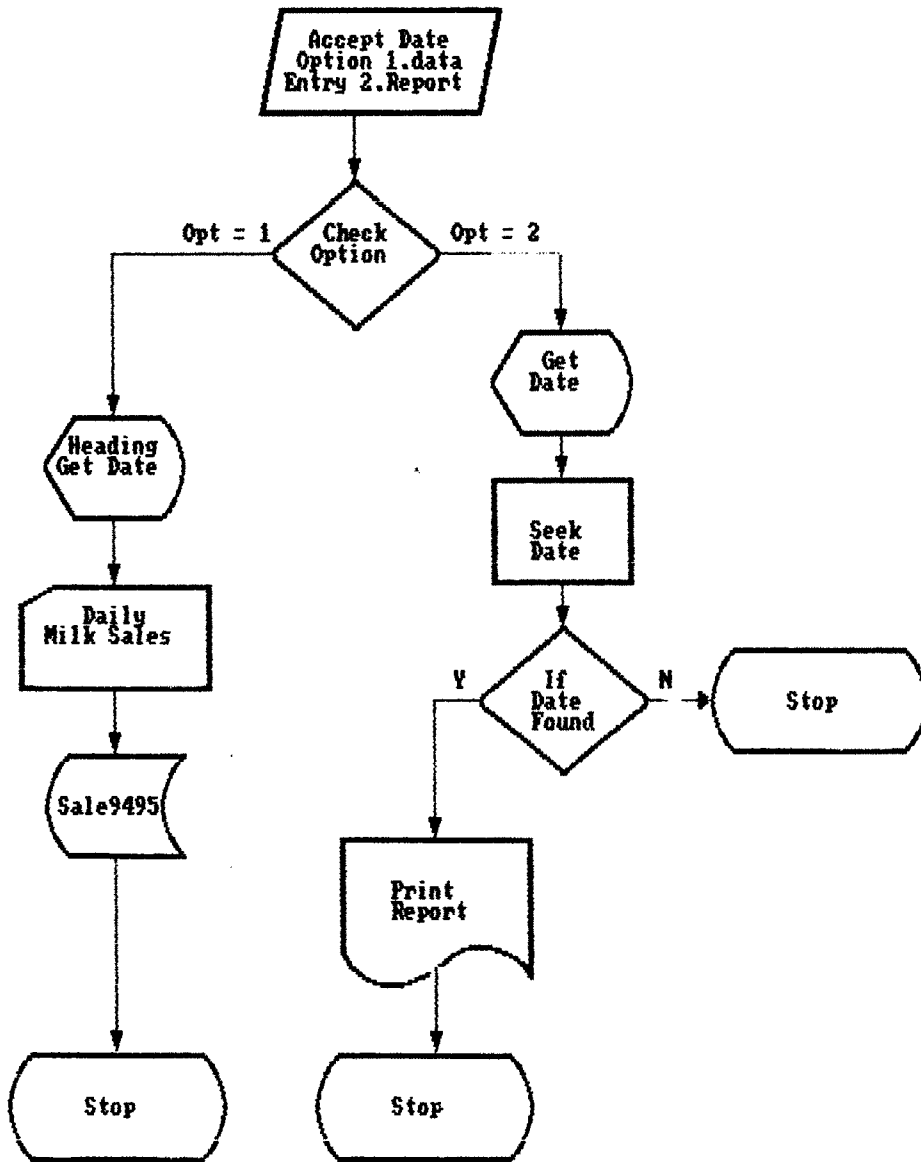 Accept Date
Option 1.data
Entry 2.Report
Opt = 1
Check
Option
Opt = 2
Get
Date
Heading
Get Date
Seek
Date
Daily
Milk Sales
Y
If
Date
Found
N
Stop
Sale9495
Print
Report
Stop
Stop